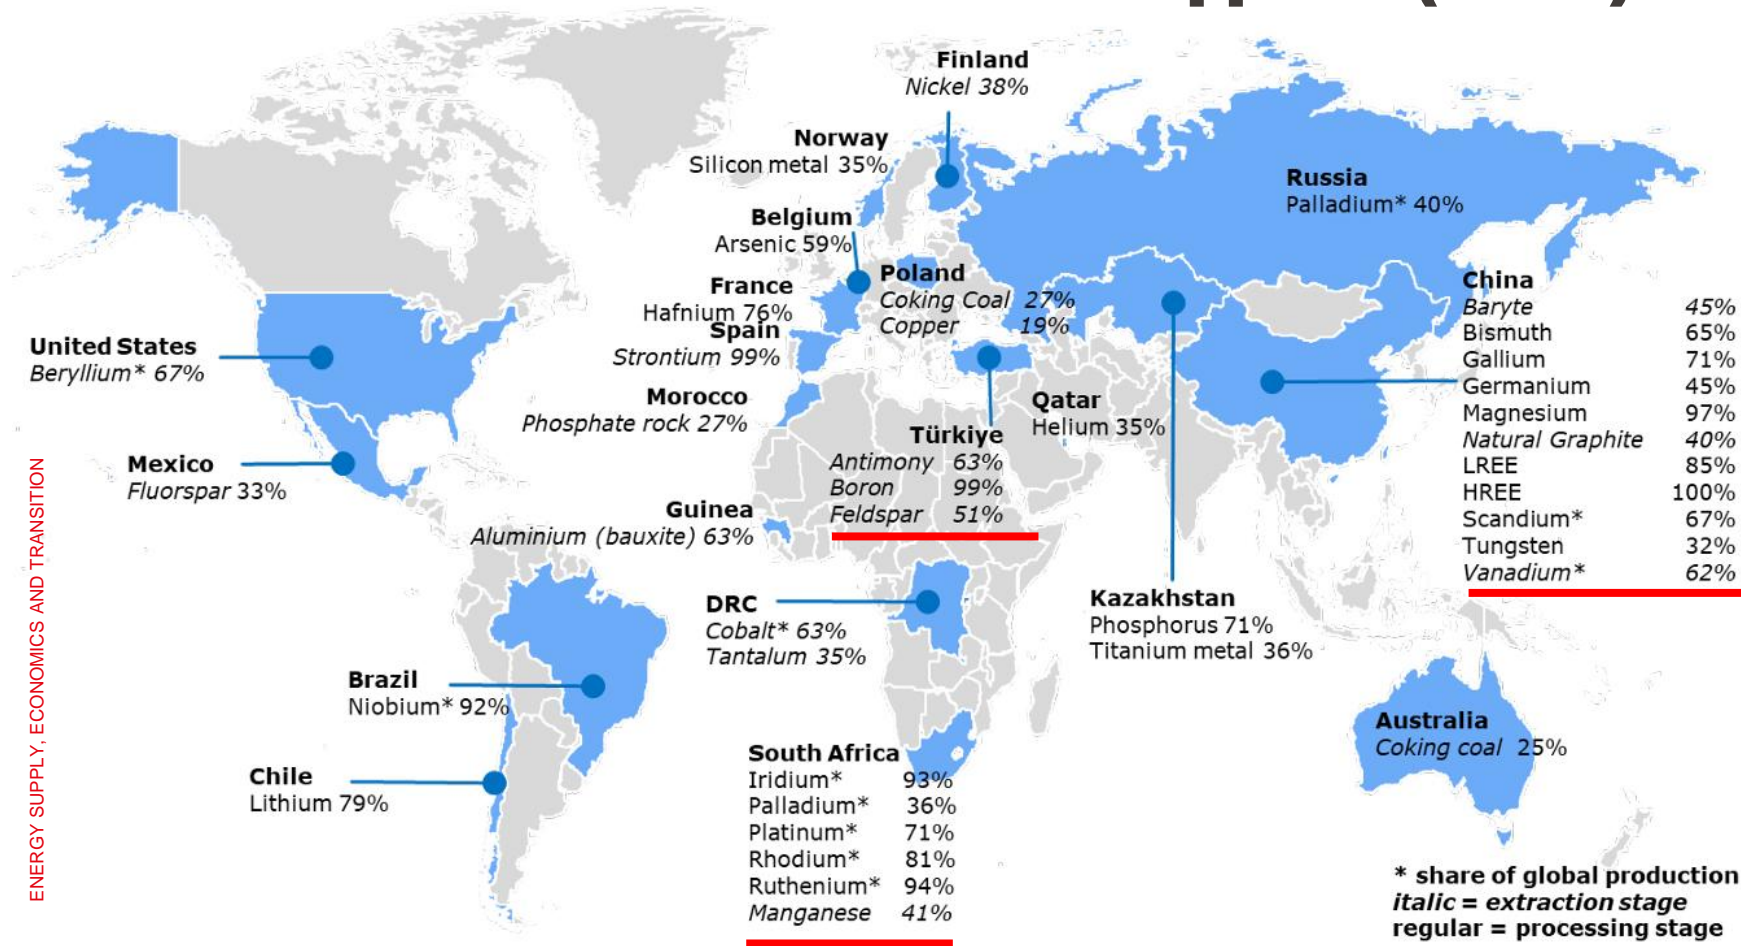 Finland
Nickel 38%
Norway
Silicon metal 35%
Belgium
Arsenic 59%
France
Hafnium 76%
Spain
Strontium 99%
Morocco
Phosphate rock 27%
Poland
Coking Coal 27%
Copper 19%
Russia
Palladium* 40%
United States
Beryllium* 67%
Mexico
Fluorspar 33%
Türkiye
Antimony 63%
Boron 99%
Feldspar 51%
Qatar
Helium 35%
China
Baryte 45%
Bismuth 65%
Gallium 71%
Germanium 45%
Magnesium 97%
Natural Graphite 40%
LREE 85%
HREE 100%
Scandium* 67%
Tungsten 32%
Vanadium* 62%
Guinea
Aluminium (bauxite) 63%
DRC
Cobalt* 63%
Tantalum 35%
Kazakhstan
Phosphorus 71%
Titanium metal 36%
Brazil
Niobium* 92%
Chile
Lithium 79%
South Africa
Iridium* 93%
Palladium* 36%
Platinum* 71%
Rhodium* 81%
Ruthenium* 94%
Manganese 41%
Australia
Coking coal 25%
* share of global production
italic = extraction stage
regular = processing stage
ENERGY SUPPLY, ECONOMICS AND TRANSITION